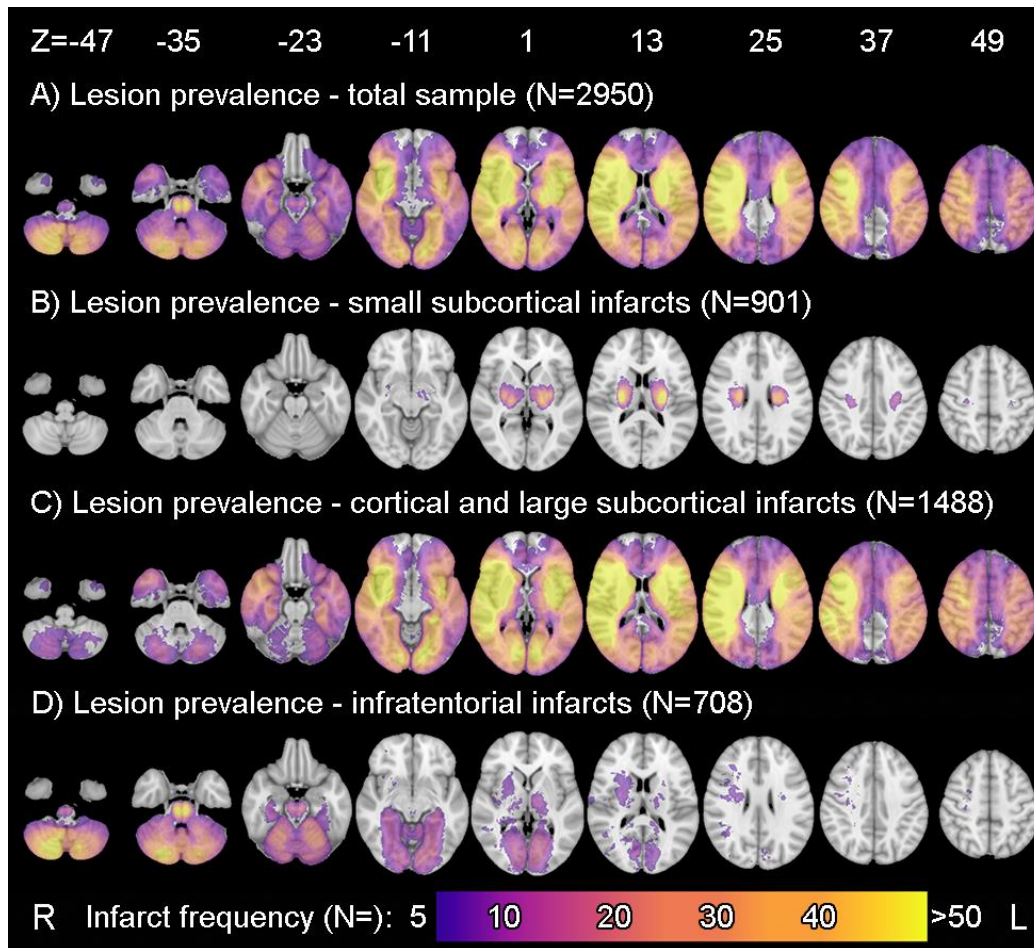 Z=-47 -35 -23 -11 1 13 25 37 49
A) Lesion prevalence - total sample (N=2950)
B) Lesion prevalence - small subcortical infarcts (N=901)
C) Lesion prevalence - cortical and large subcortical infarcts (N=1488)
D) Lesion prevalence - infratentorial infarcts (N=708)
R Infarct frequency (N=): 5 10 20 30 40 >50 L